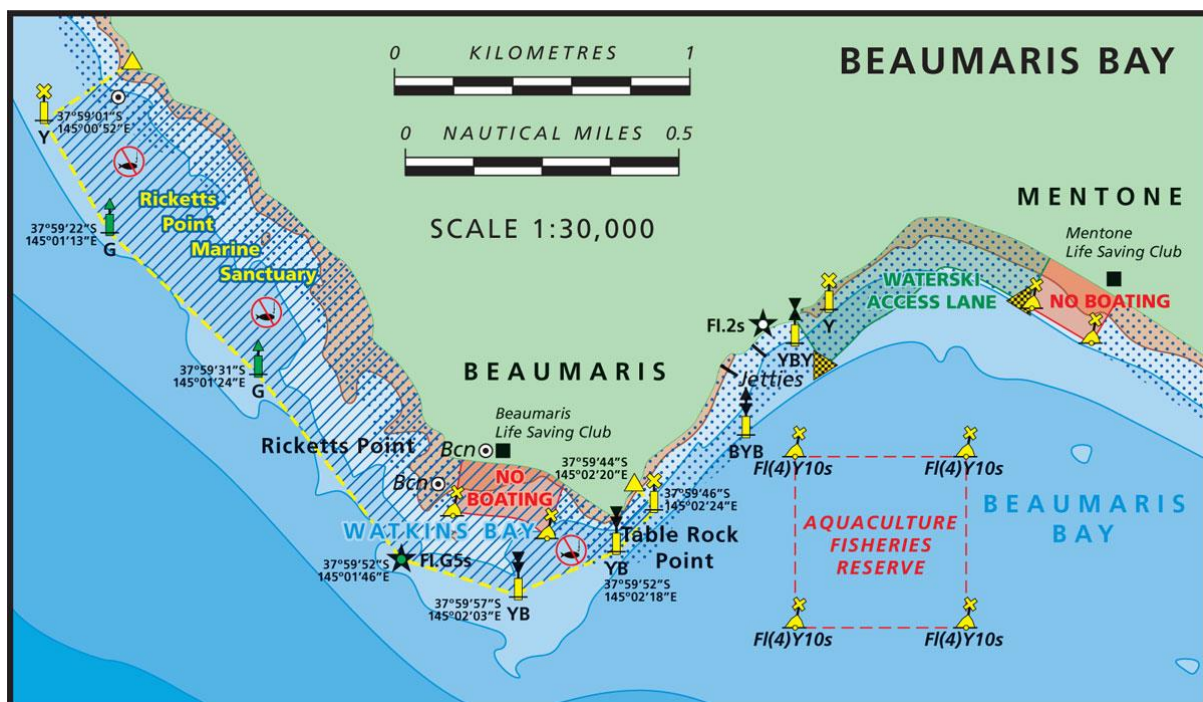 BEAUMARIS BAY
0 KILOMETRES 1
0 NAUTICAL MILES 0.5
SCALE 1:30,000
37°59'01"S
145°00'52"E
Y
Ricketts
Point
Marine
Sanctuary
37°59'22"S
145°01'13"E
G
37°59'31"S
145°01'24"E
G
MENTONE
Mentone
Life Saving Club
WATERSKI
ACCESS LANE
NO BOATING
Fl.2s
Y
YBY
Jetties
BYB
BEAUMARIS
Beaumaris
Life Saving Club
Ricketts Point
Bcn
Bcn
NO
BOATING
37°59'44"S
145°02'20"E
37°59'46"S
145°02'24"E
WATKINS BAY
Table Rock
Point
YB
37°59'52"S
145°02'18"E
37°59'52"S
145°01'46"E
Fl.G5s
37°59'57"S
145°02'03"E
YB
Fl(4)Y10s
Fl(4)Y10s
AQUACULTURE
FISHERIES
RESERVE
BEAUMARIS
BAY
Fl(4)Y10s
Fl(4)Y10s